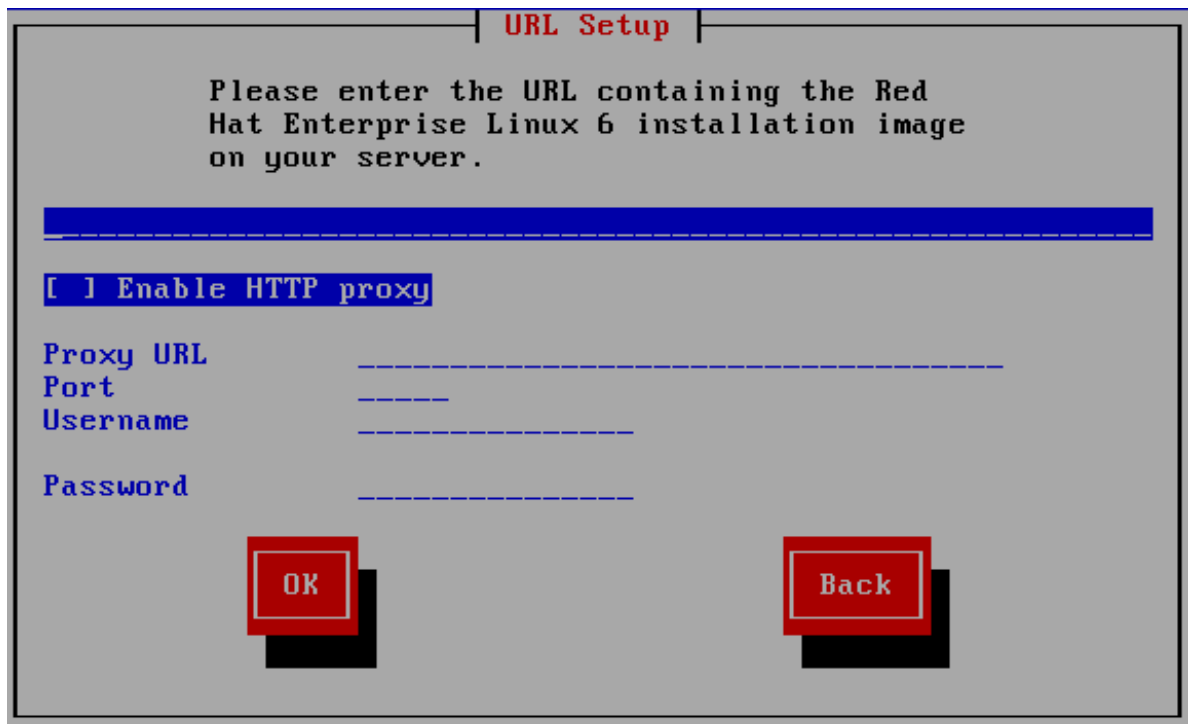 URL Setup
Please enter the URL containing the Red
Hat Enterprise Linux 6 installation image
on your server.
[ ] Enable HTTP proxy
Proxy URL
Port
Username
Password
OK
Back